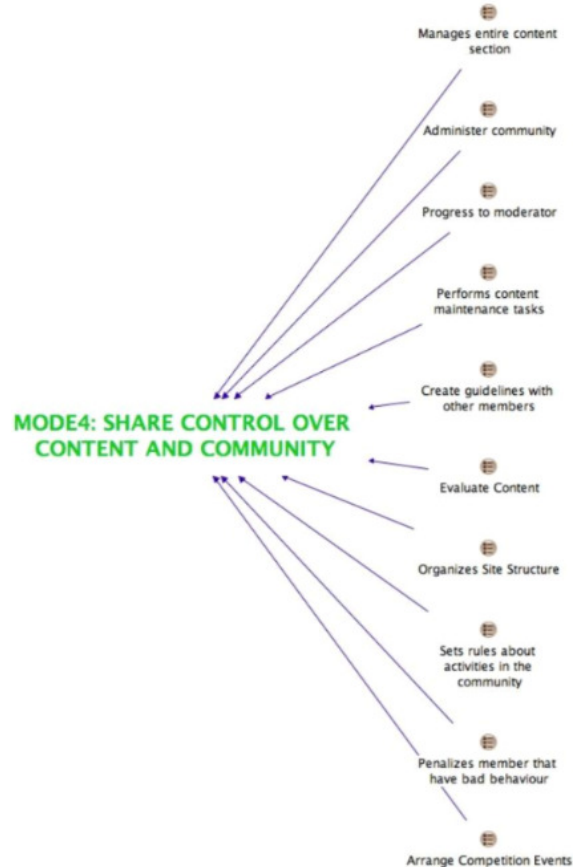 Manages entire content
section
Administer community
Progress to moderator
Performs content
maintenance tasks
Create guidelines with
other members
MODE4: SHARE CONTROL OVER
CONTENT AND COMMUNITY
Evaluate Content
Organizes Site Structure
Sets rules about
activities in the
community
Penalizes member that
have bad behaviour
Arrange Competition Events